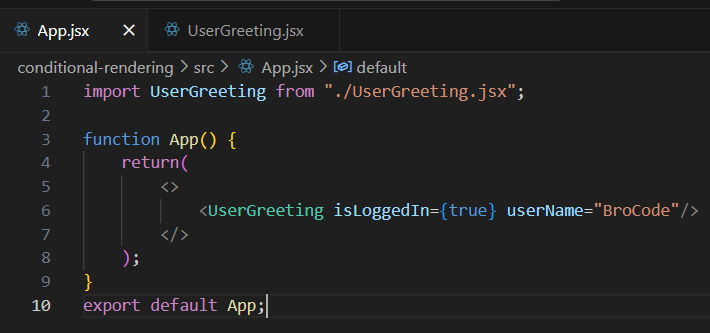 App.jsx × UserGreeting.jsx
conditional-rendering > src > App.jsx > default
1 import UserGreeting from "./UserGreeting.jsx";
2
3 function App() {
4     return(
5         <>
6             <UserGreeting isLoggedIn={true} userName="BroCode"/>
7         </>
8     );
9 }
10 export default App;